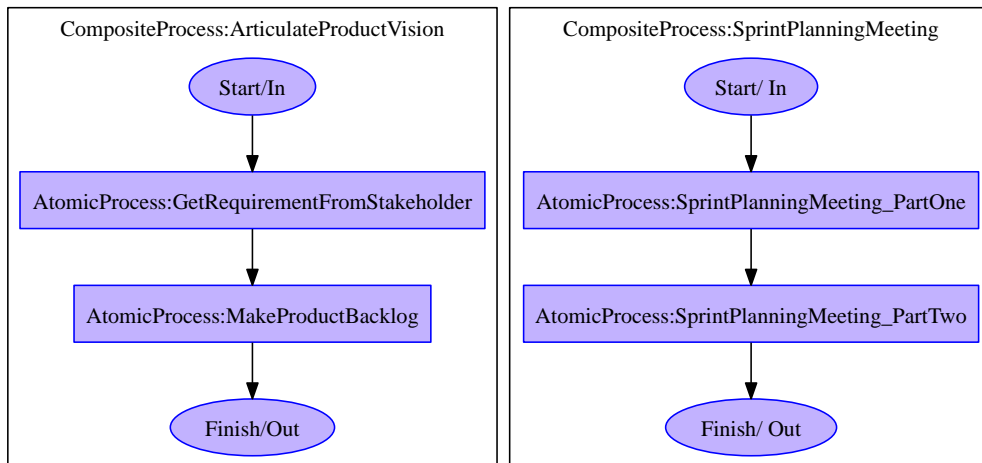 CompositeProcess:ArticulateProductVision
Start/In
AtomicProcess:GetRequirementFromStakeholder
AtomicProcess:MakeProductBacklog
Finish/Out
CompositeProcess:SprintPlanningMeeting
Start/ In
AtomicProcess:SprintPlanningMeeting_PartOne
AtomicProcess:SprintPlanningMeeting_PartTwo
Finish/ Out